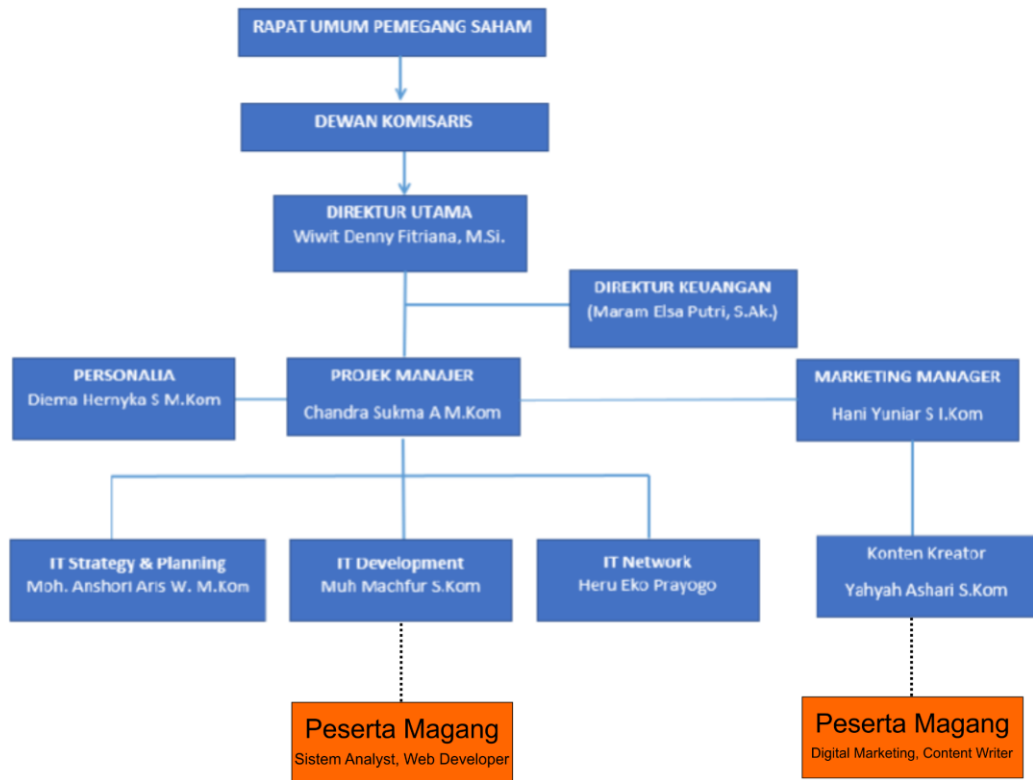 RAPAT UMUM PEMEGANG SAHAM
DEWAN KOMISARIS
DIREKTUR UTAMA
Wiwit Denny Fitriana, M.Si.
DIREKTUR KEUANGAN
(Maram Elsa Putri, S.Ak.)
PERSONALIA
Diema Hernyka S M.Kom
PROJEK MANAJER
Chandra Sukma A M.Kom
MARKETING MANAGER
Hani Yuniar S I.Kom
IT Strategy & Planning
Moh. Anshori Aris W. M.Kom
IT Development
Muh Machfur S.Kom
IT Network
Heru Eko Prayogo
Konten Kreator
Yahyah Ashari S.Kom
Peserta Magang
Sistem Analyst, Web Developer
Peserta Magang
Digital Marketing, Content Writer